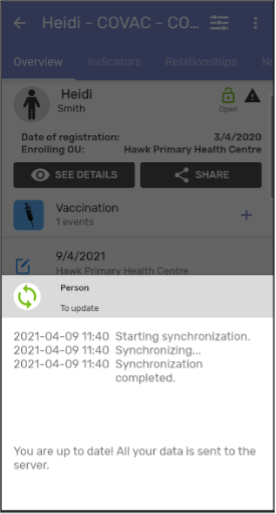 Heidi - COVAC - CO...
Overview Indicators Relationships No
Heidi
Smith
Open
Date of registration: 3/4/2020
Enrolling OU: Hawk Primary Health Centre
SEE DETAILS SHARE
Vaccination
1 events
9/4/2021
Hawk Primary Health Centre
Person
To update
2021-04-09 11:40 Starting synchronization.
2021-04-09 11:40 Synchronizing...
2021-04-09 11:40 Synchronization
completed.
You are up to date! All your data is sent to the
server.